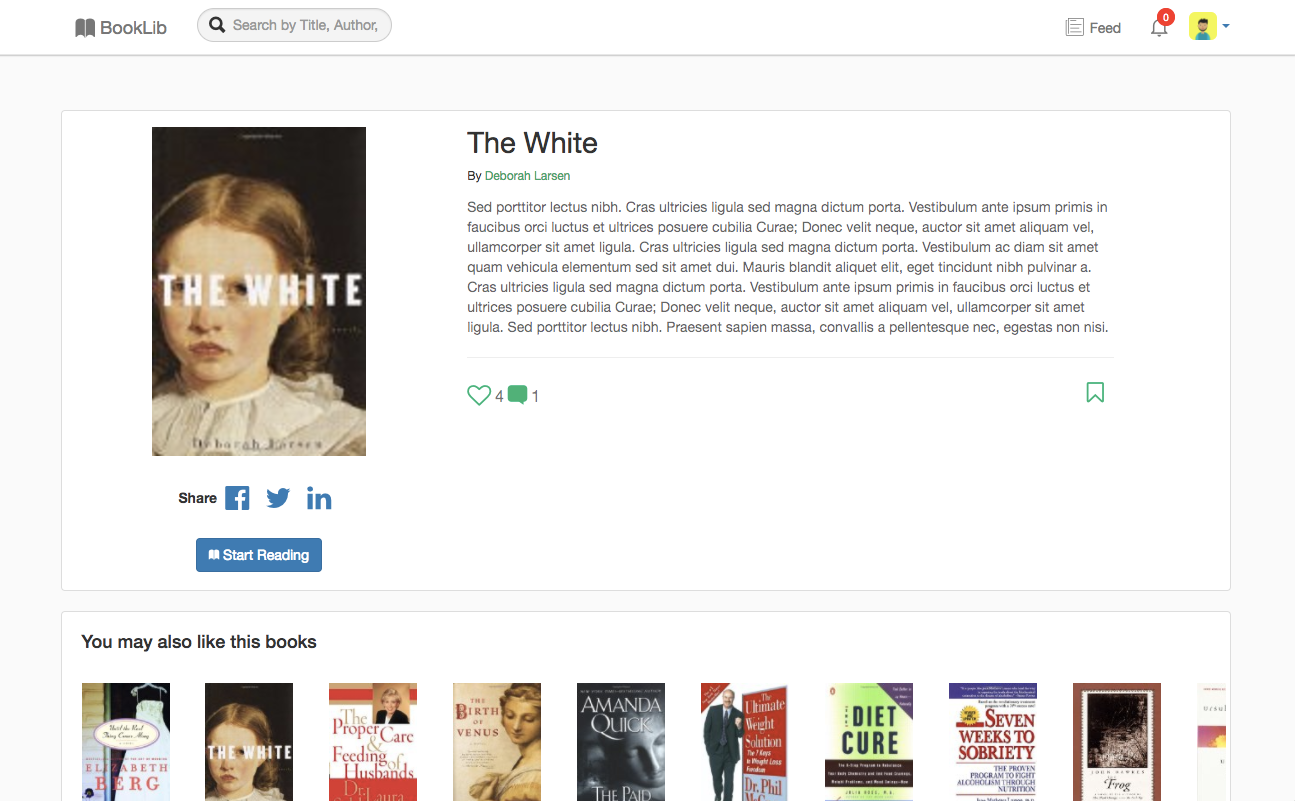 BookLib
Search by Title, Author,
Feed
0
THE WHITE
Deborah Larsen
The White
By Deborah Larsen
Sed porttitor lectus nibh. Cras ultricies ligula sed magna dictum porta. Vestibulum ante ipsum primis in
faucibus orci luctus et ultrices posuere cubilia Curae; Donec velit neque, auctor sit amet aliquam vel,
ullamcorper sit amet ligula. Cras ultricies ligula sed magna dictum porta. Vestibulum ac diam sit amet
quam vehicula elementum sed sit amet dui. Mauris blandit aliquet elit, eget tincidunt nibh pulvinar a.
Cras ultricies ligula sed magna dictum porta. Vestibulum ante ipsum primis in faucibus orci luctus et
ultrices posuere cubilia Curae; Donec velit neque, auctor sit amet aliquam vel, ullamcorper sit amet
ligula. Sed porttitor lectus nibh. Praesent sapien massa, convallis a pellentesque nec, egestas non nisi.
4 1
Share
Start Reading
You may also like this books
Until the Real
Thing Comes Along
ELIZABETH
BERG
THE WHITE
The
Proper Care
&
Feeding
of
Husbands
Dr. Laura
THE
BIRTH
OF
VENUS
AMANDA
QUICK
THE PAID
The
Ultimate
Weight
Solution
The 7 Keys
to Weight Loss
Freedom
Dr. Phil
THE
DIET
CURE
JULIA ROSS, M.A.
SEVEN
WEEKS TO
SOBRIETY
THE PROVEN
PROGRAM TO FIGHT
ALCOHOLISM THROUGH
NUTRITION
JOHN HAWKES
The
Frog